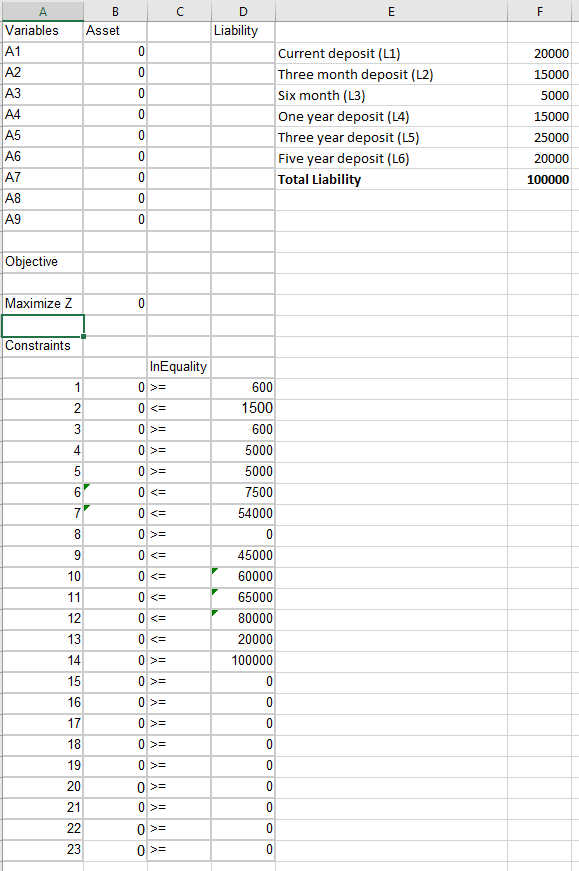 A B C D E F
Variables Asset Liability
A1 0 Current deposit (L1) 20000
A2 0 Three month deposit (L2) 15000
A3 0 Six month (L3) 5000
A4 0 One year deposit (L4) 15000
A5 0 Three year deposit (L5) 25000
A6 0 Five year deposit (L6) 20000
A7 0 Total Liability 100000
A8 0
A9 0
Objective
Maximize Z 0
Constraints
InEquality
1 0 >= 600
2 0 <= 1500
3 0 >= 600
4 0 >= 5000
5 0 >= 5000
6 0 <= 7500
7 0 <= 54000
8 0 >= 0
9 0 <= 45000
10 0 <= 60000
11 0 <= 65000
12 0 <= 80000
13 0 <= 20000
14 0 >= 100000
15 0 >= 0
16 0 >= 0
17 0 >= 0
18 0 >= 0
19 0 >= 0
20 0 >= 0
21 0 >= 0
22 0 >= 0
23 0 >= 0